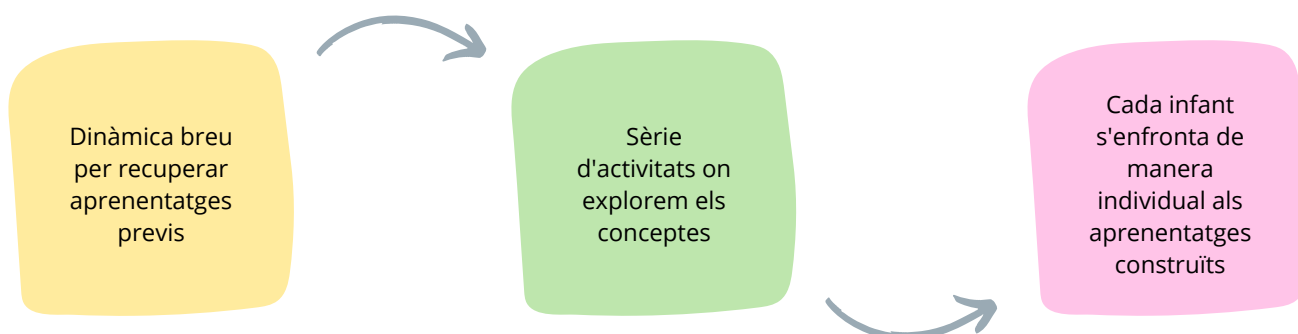 Dinàmica breu
per recuperar
aprenentatges
previs
Sèrie
d'activitats on
explorem els
conceptes
Cada infant
s'enfronta de
manera
individual als
aprenentatges
construïts